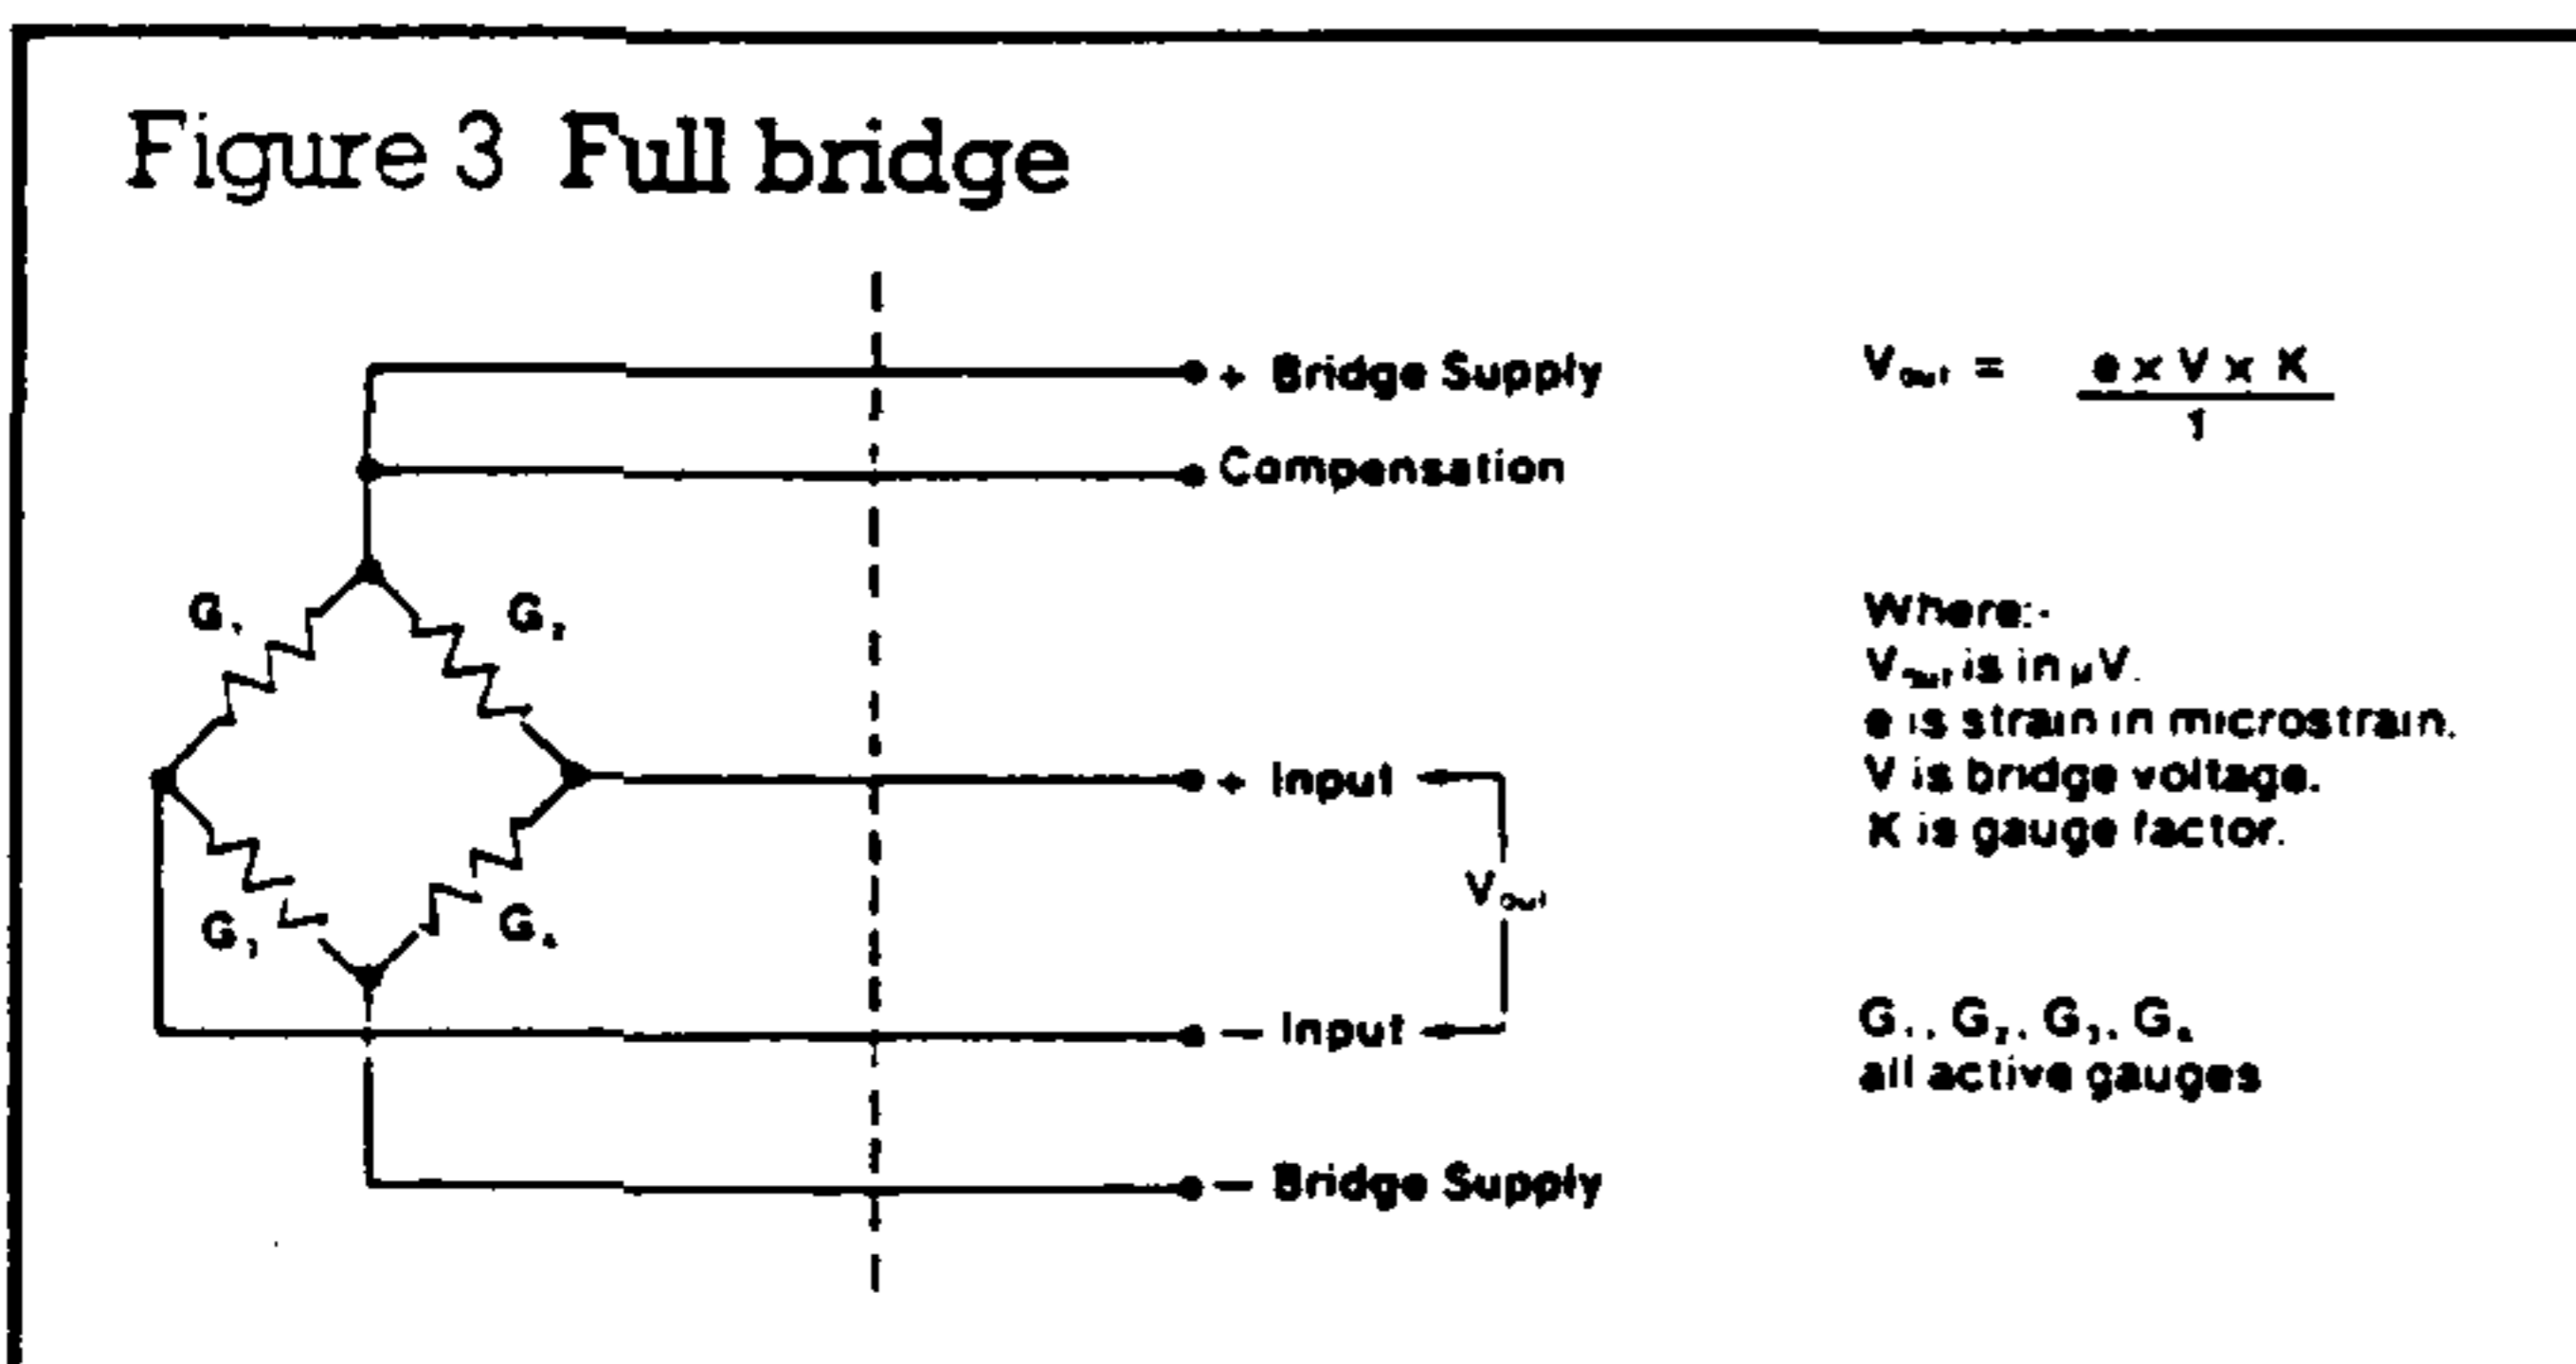 Figure 3 Full bridge
+ Bridge Supply
Compensation
G₁
G₂
+ Input
Vout
G₃
G₄
− Input
− Bridge Supply
Vout = e x V x K
1
Where:-
Vout is in µV.
e is strain in microstrain.
V is bridge voltage.
K is gauge factor.
G₁, G₂, G₃, G₄
all active gauges